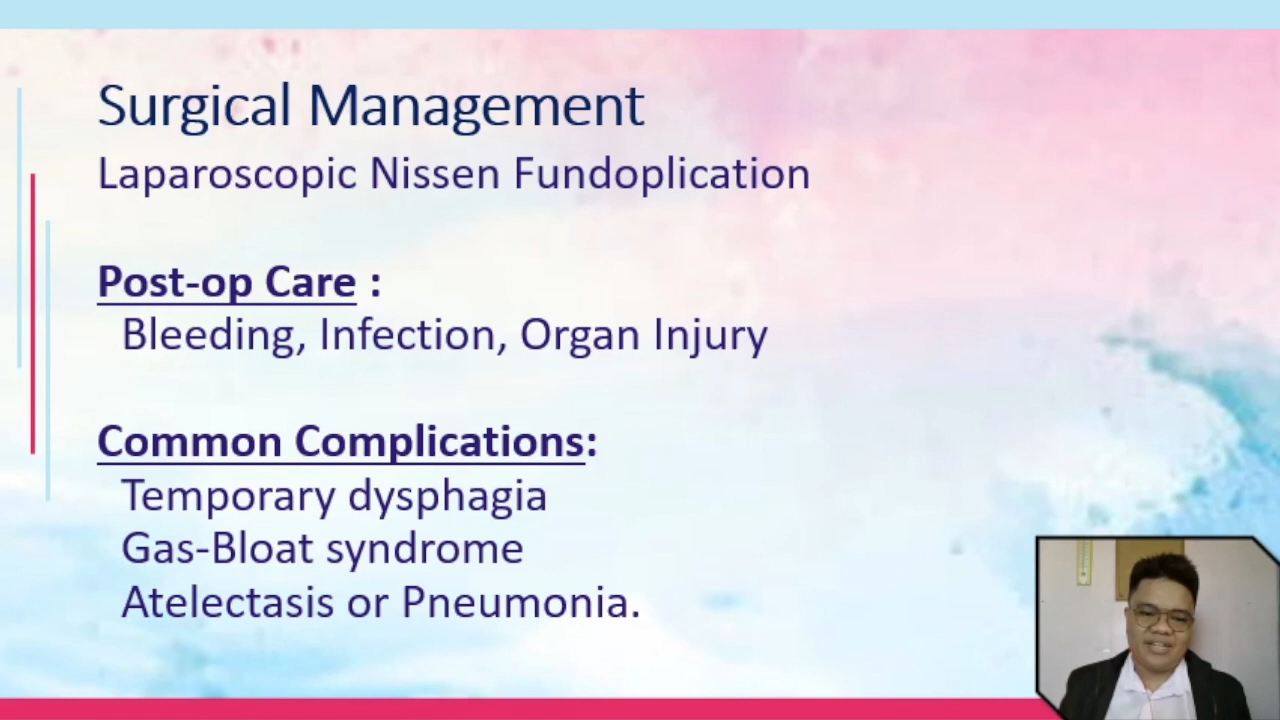 Surgical Management
Laparoscopic Nissen Fundoplication
Post-op Care :
Bleeding, Infection, Organ Injury
Common Complications:
Temporary dysphagia
Gas-Bloat syndrome
Atelectasis or Pneumonia.